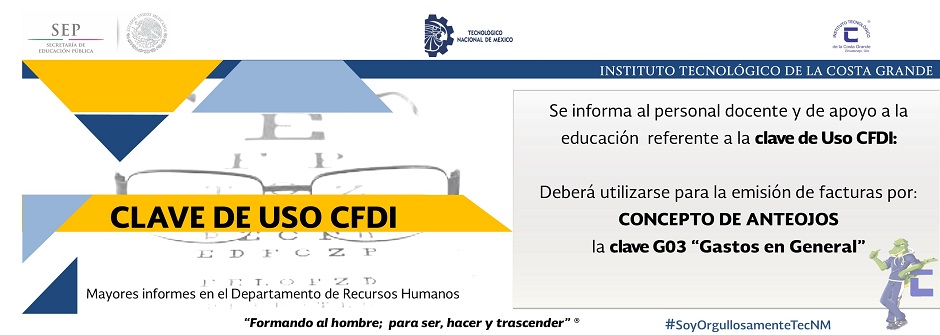 SEP
SECRETARÍA DE
EDUCACIÓN PÚBLICA
TECNOLÓGICO
NACIONAL DE MÉXICO
INSTITUTO TECNOLÓGICO
de la Costa Grande
INSTITUTO TECNOLÓGICO DE LA COSTA GRANDE
E
F P
CLAVE DE USO CFDI
E D F C Z P
F E L O P Z D
Mayores informes en el Departamento de Recursos Humanos
Se informa al personal docente y de apoyo a la
educación referente a la clave de Uso CFDI:
Deberá utilizarse para la emisión de facturas por:
CONCEPTO DE ANTEOJOS
la clave G03 “Gastos en General”
“Formando al hombre; para ser, hacer y trascender” ®
#SoyOrgullosamenteTecNM